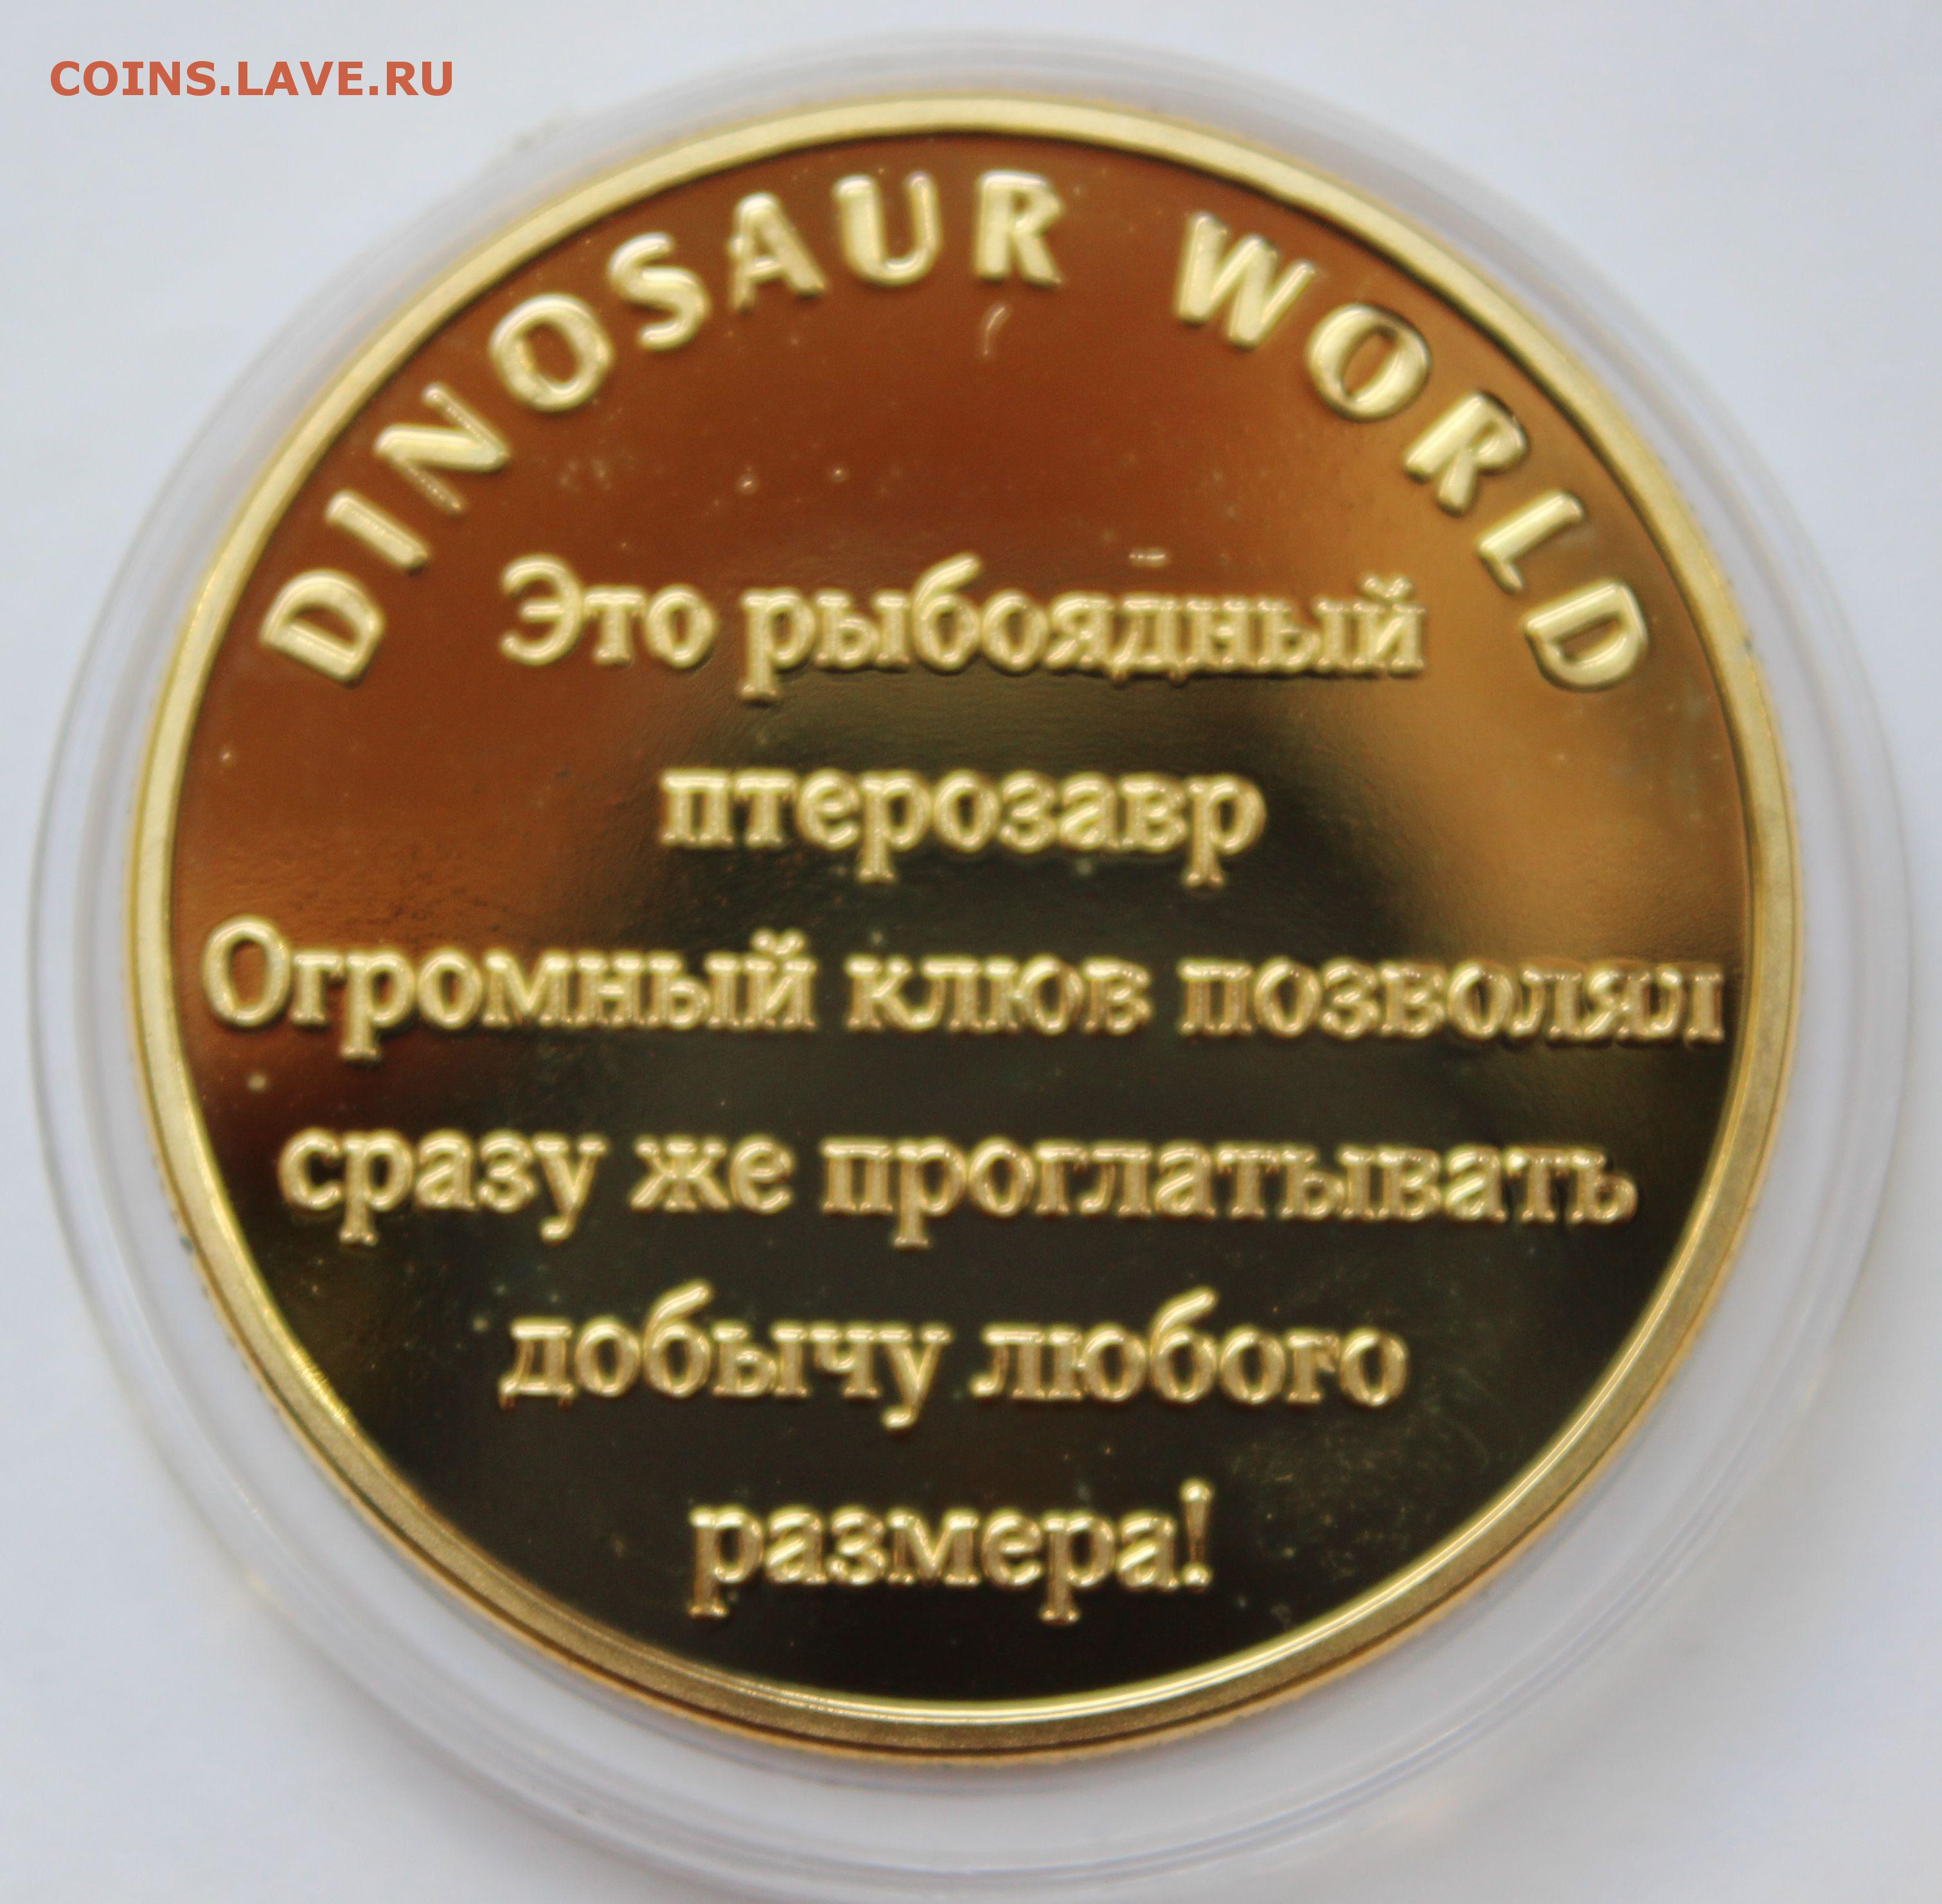 COINS.LAVE.RU
DINOSAUR WORLD
Это рыбоядный
птерозавр
Огромный клюв позволял
сразу же проглатывать
добычу любого
размера!